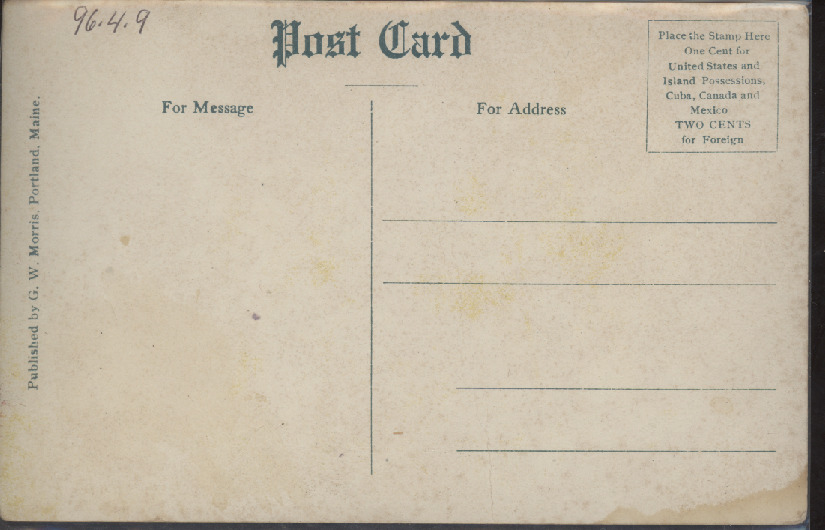 96.4.9
Post Card
Place the Stamp Here
One Cent for
United States and
Island Possessions,
Cuba, Canada and
Mexico
TWO CENTS
for Foreign
For Message
For Address
Published by G. W. Morris, Portland, Maine.